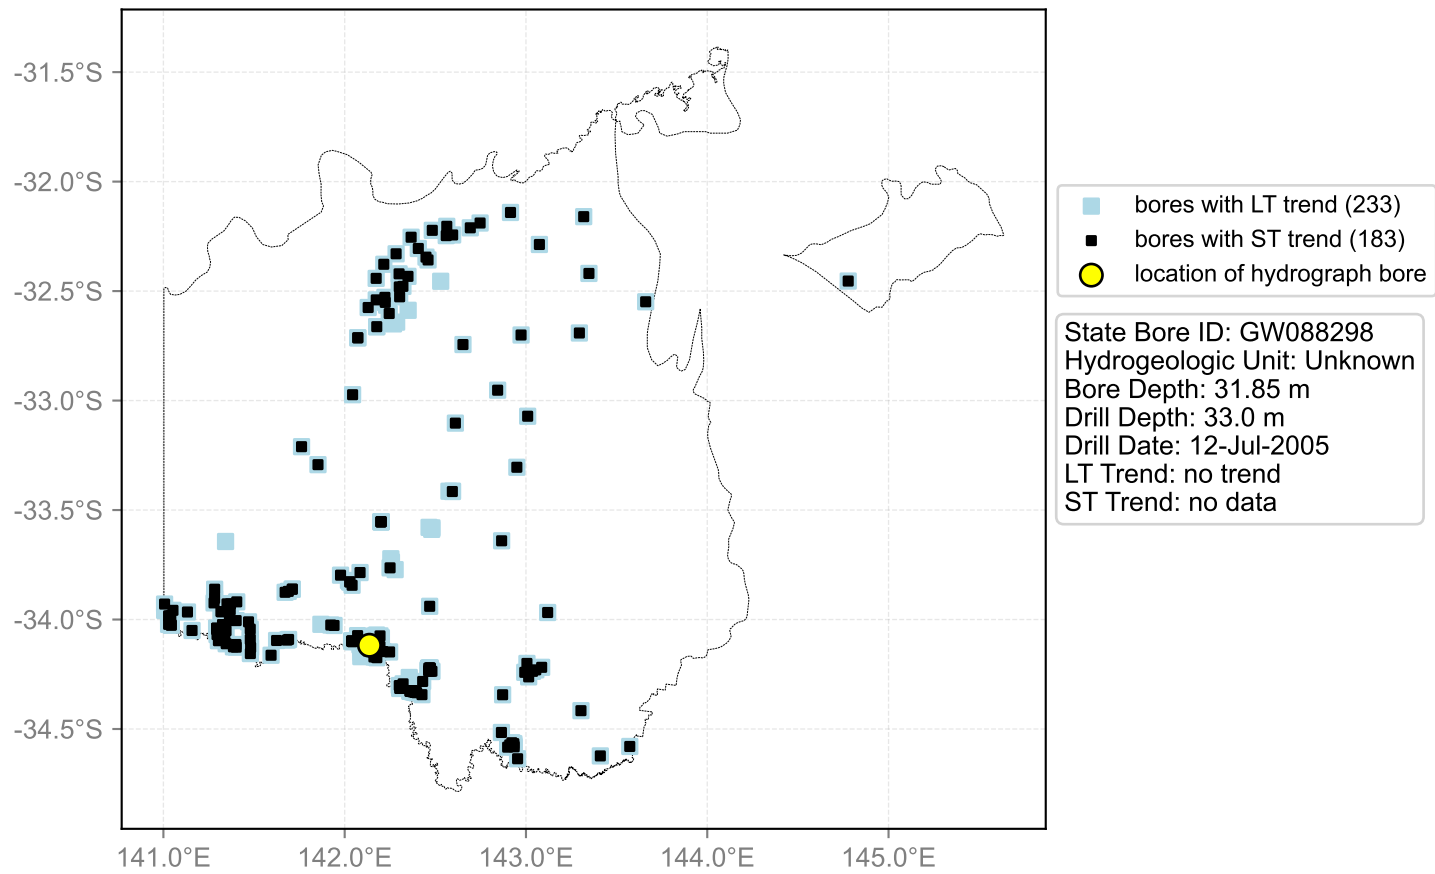 -31.5°S
-32.0°S
-32.5°S
-33.0°S
-33.5°S
-34.0°S
-34.5°S
141.0°E
142.0°E
143.0°E
144.0°E
145.0°E
bores with LT trend (233)
bores with ST trend (183)
location of hydrograph bore
State Bore ID: GW088298
Hydrogeologic Unit: Unknown
Bore Depth: 31.85 m
Drill Depth: 33.0 m
Drill Date: 12-Jul-2005
LT Trend: no trend
ST Trend: no data